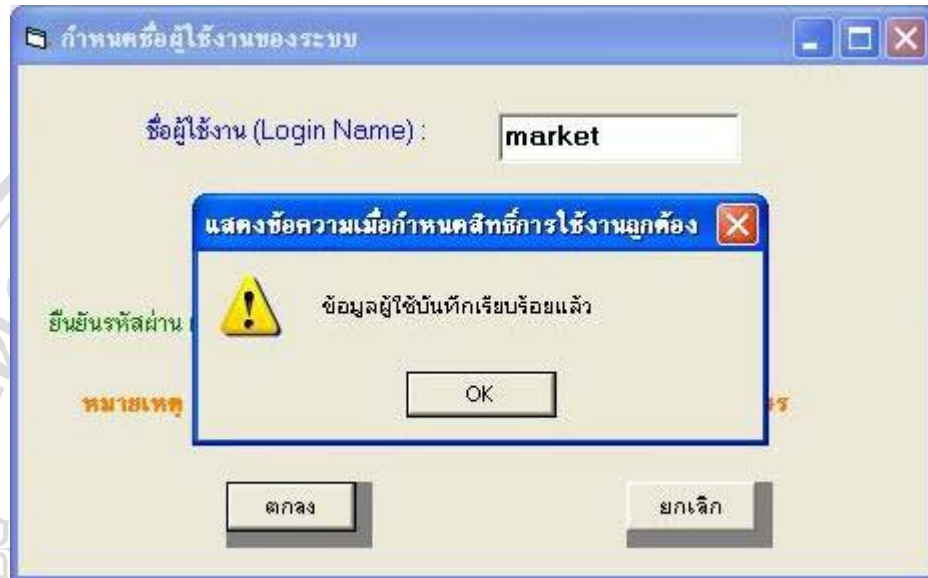 กำหนดชื่อผู้ใช้งานของระบบ
ชื่อผู้ใช้งาน (Login Name) :
market
แสดงข้อความเมื่อกำหนดสิทธิ์การใช้งานถูกต้อง
ข้อมูลผู้ใช้บันทึกเรียบร้อยแล้ว
ยืนยันรหัสผ่าน
OK
หมายเหตุ
ตกลง
ยกเลิก